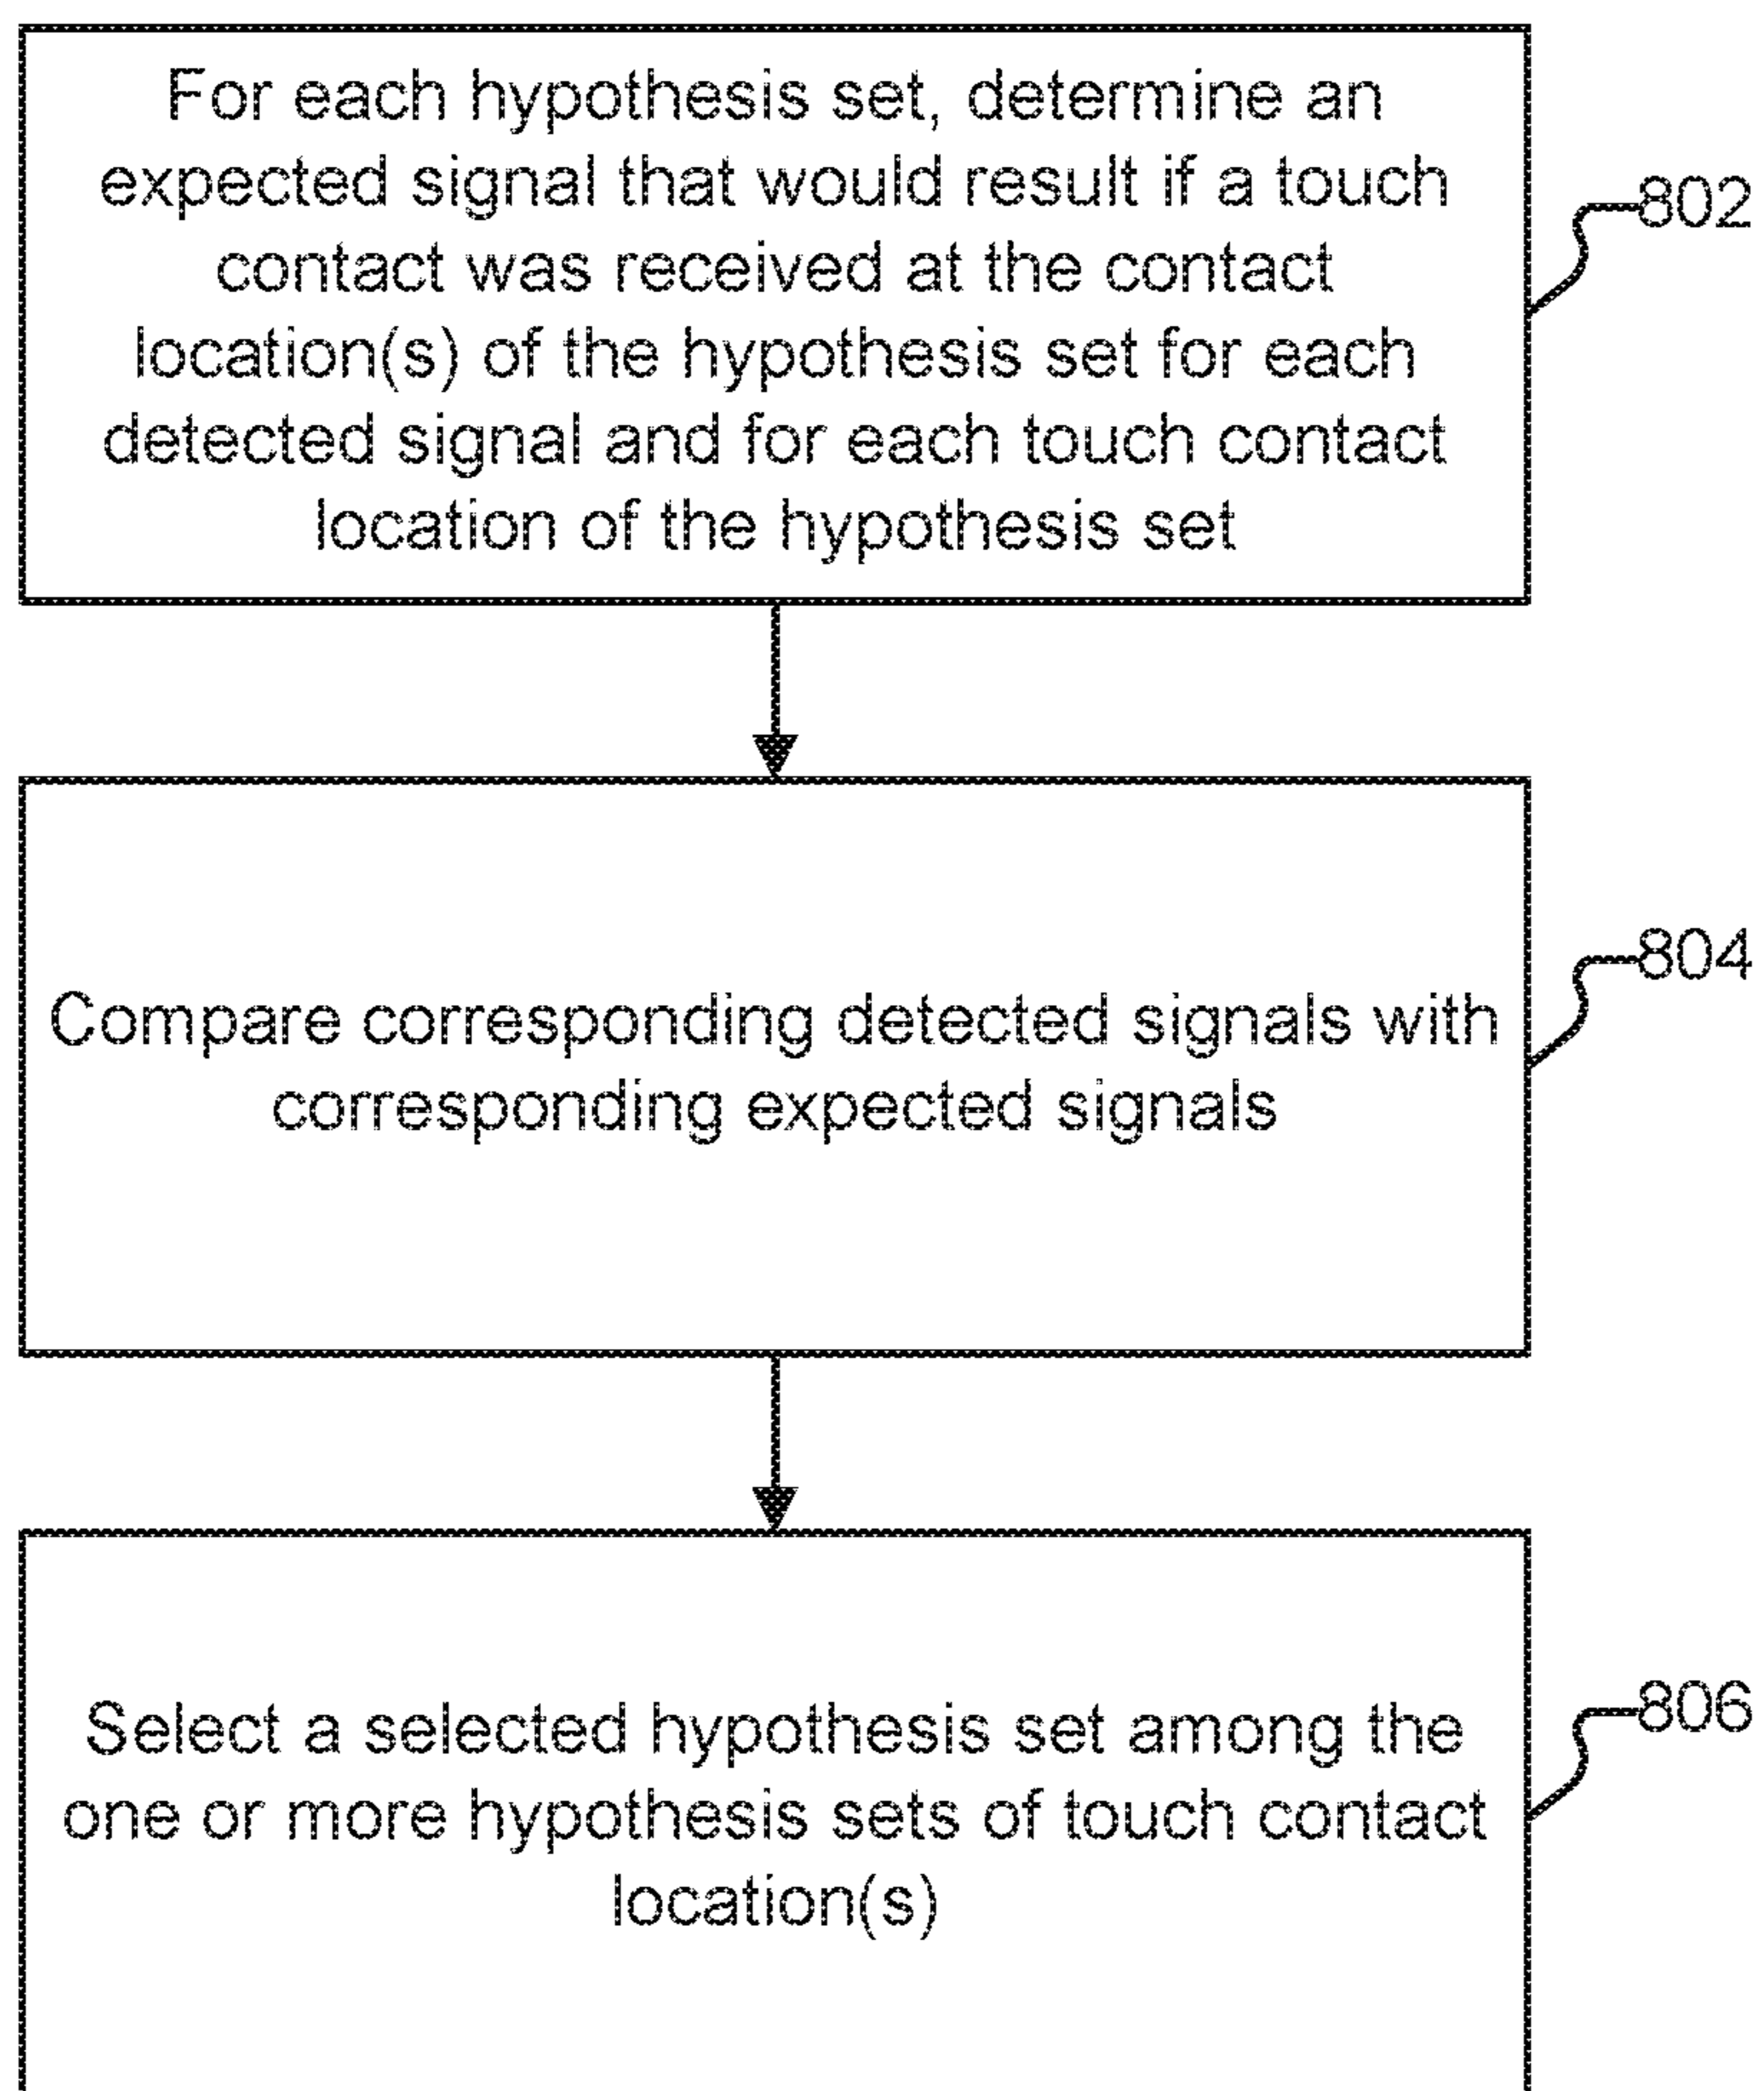 For each hypothesis set, determine an
expected signal that would result if a touch
contact was received at the contact
location(s) of the hypothesis set for each
detected signal and for each touch contact
location of the hypothesis set
802
Compare corresponding detected signals with
corresponding expected signals
804
Select a selected hypothesis set among the
one or more hypothesis sets of touch contact
location(s)
806